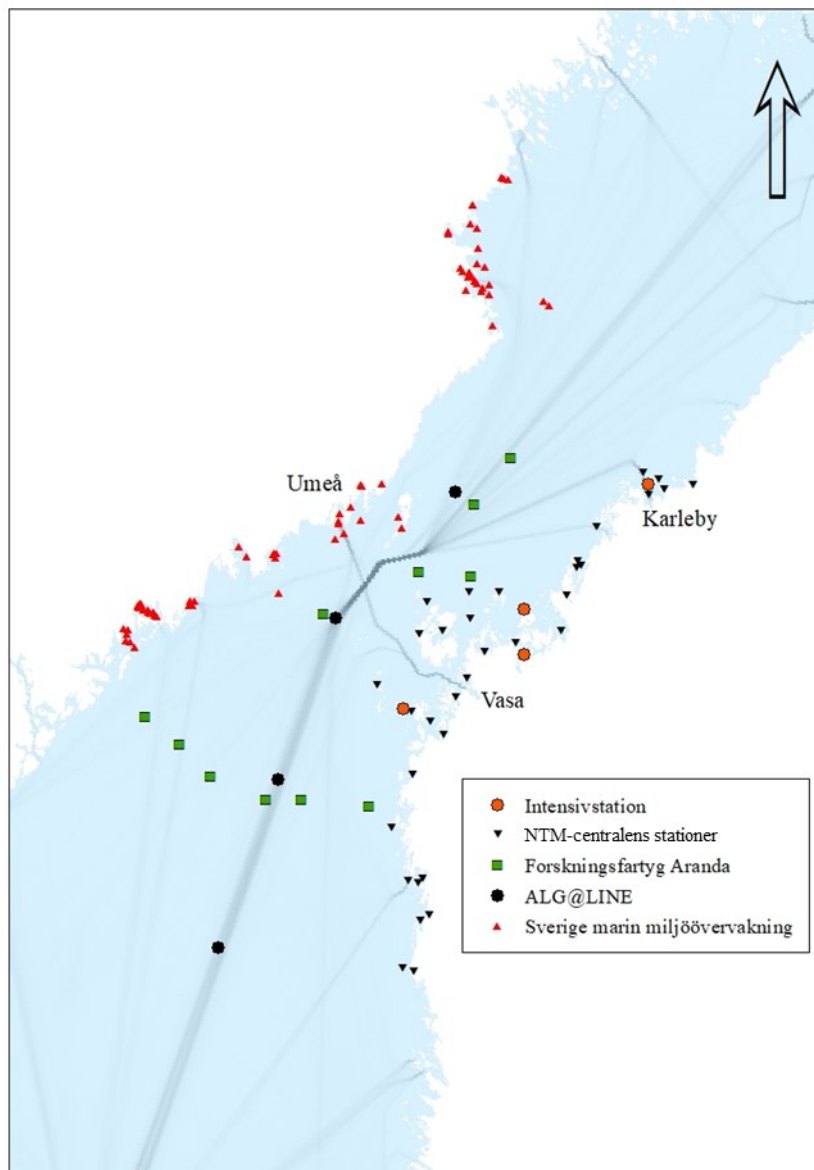 Umeå
Karleby
Vasa
Intensivstation
NTM-centralens stationer
Forskningsfartyg Aranda
ALG@LINE
Sverige marin miljöövervakning